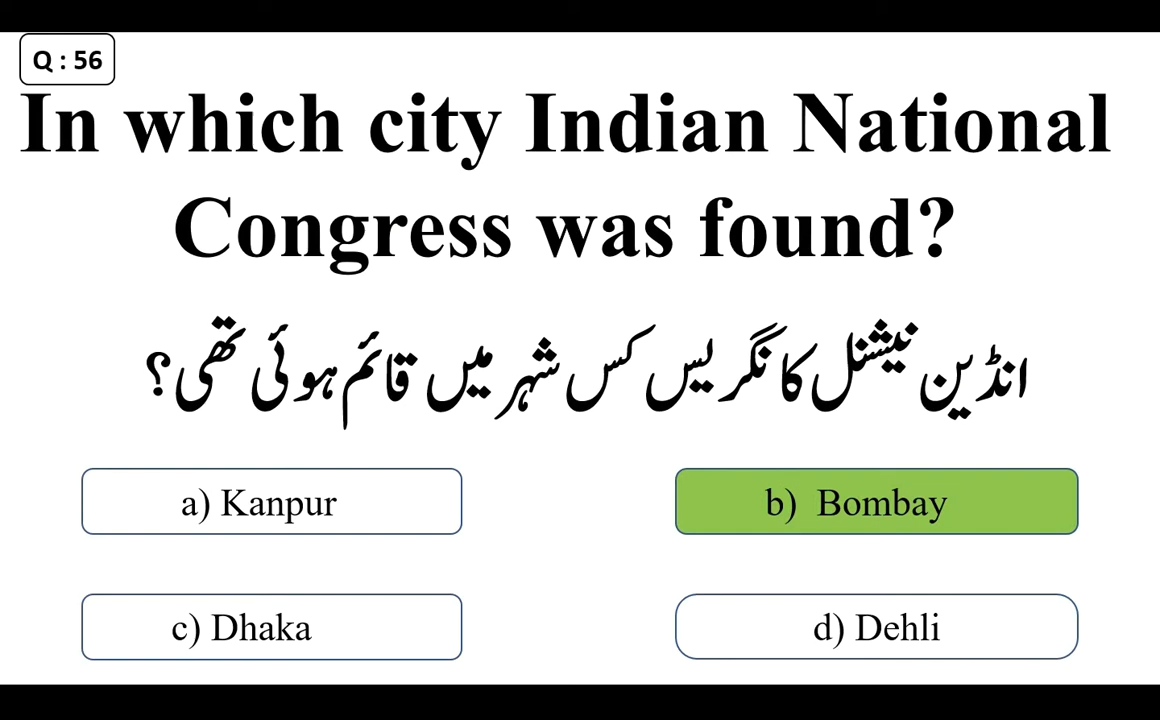 Q : 56
In which city Indian National
Congress was found?
انڈین نیشنل کانگریس کس شہر میں قائم ہوئی تھی؟
a) Kanpur
b) Bombay
c) Dhaka
d) Dehli